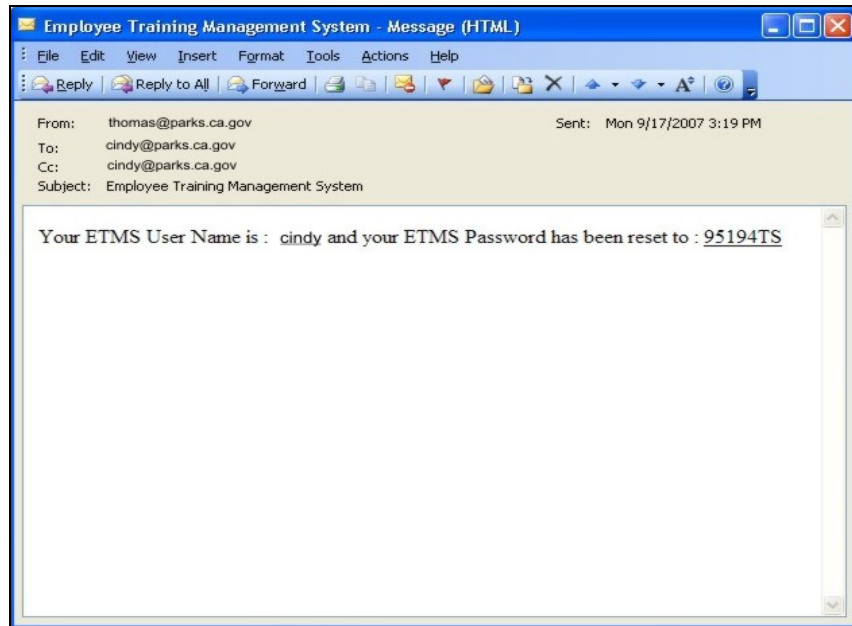 Employee Training Management System - Message (HTML)
File Edit View Insert Format Tools Actions Help
Reply Reply to All Forward
From: thomas@parks.ca.gov Sent: Mon 9/17/2007 3:19 PM
To: cindy@parks.ca.gov
Cc: cindy@parks.ca.gov
Subject: Employee Training Management System
Your ETMS User Name is : cindy and your ETMS Password has been reset to : 95194TS